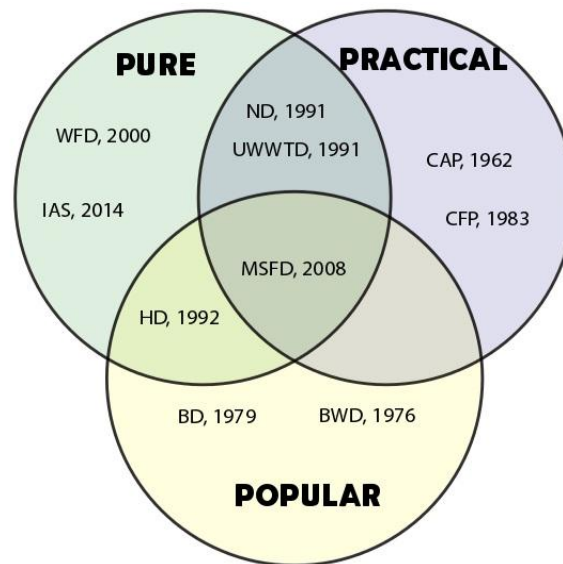 PURE
PRACTICAL
ND, 1991
WFD, 2000
UWWTD, 1991
CAP, 1962
IAS, 2014
CFP, 1983
MSFD, 2008
HD, 1992
BD, 1979
BWD, 1976
POPULAR